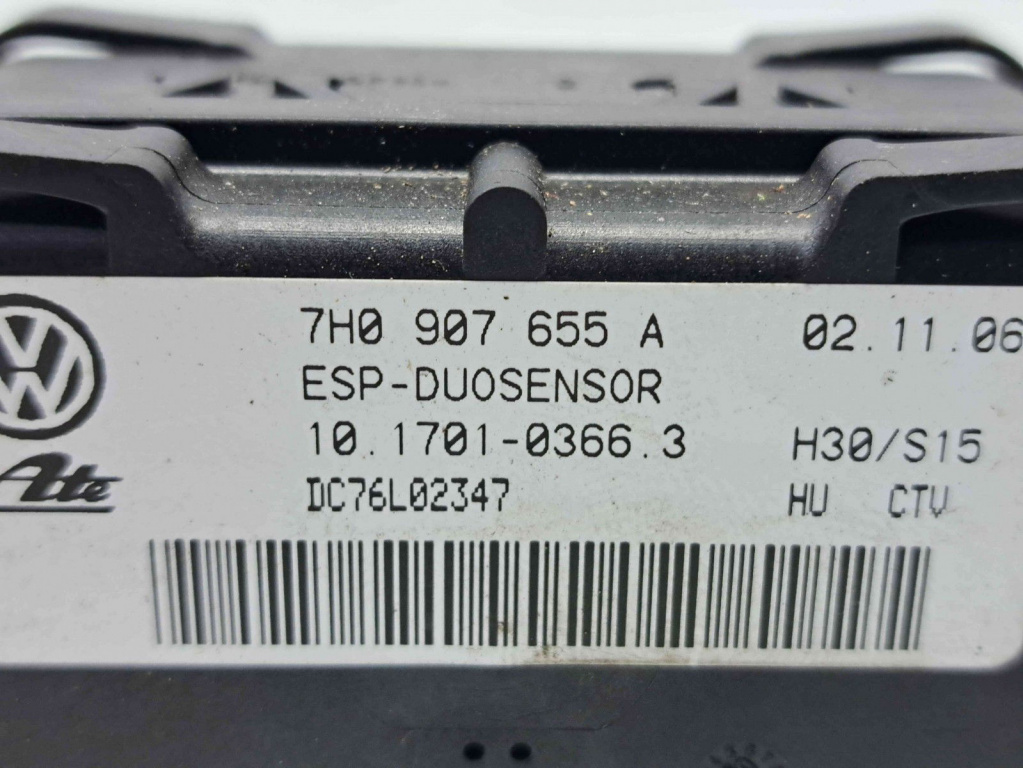 7H0 907 655 A 02.11.06
ESP-DUOSENSOR
10.1701-0366.3 H30/S15
Ate DC76L02347 HU CTV